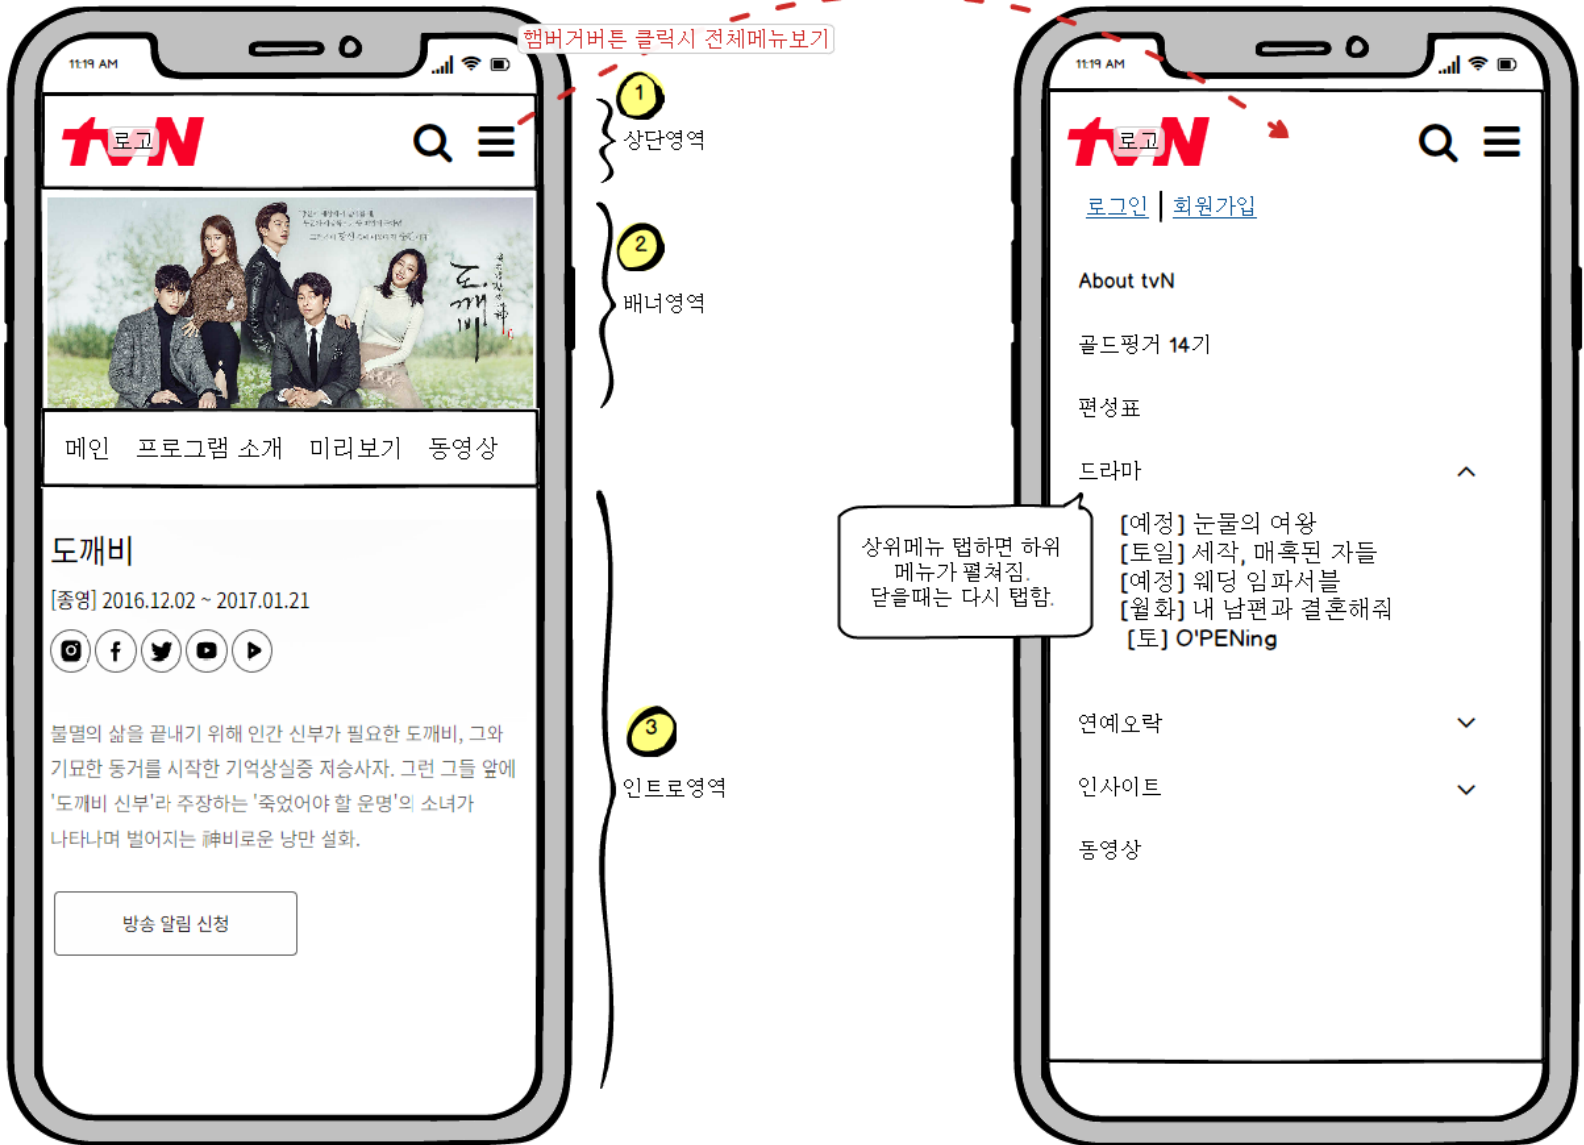 햄버거버튼 클릭시 전체메뉴보기
11:19 AM
tvN
로고
1
상단영역
2
배너영역
도깨비
메인 프로그램 소개 미리보기 동영상
도깨비
[종영] 2016.12.02 ~ 2017.01.21
불멸의 삶을 끝내기 위해 인간 신부가 필요한 도깨비, 그와
기묘한 동거를 시작한 기억상실증 저승사자. 그런 그들 앞에
'도깨비 신부'라 주장하는 '죽었어야 할 운명'의 소녀가
나타나며 벌어지는 神비로운 낭만 설화.
방송 알림 신청
3
인트로영역
11:19 AM
tvN
로고
로그인 | 회원가입
About tvN
골드핑거 14기
편성표
드라마
상위메뉴 탭하면 하위
메뉴가 펼쳐짐.
닫을때는 다시 탭함.
[예정] 눈물의 여왕
[토일] 세작, 매혹된 자들
[예정] 웨딩 임파서블
[월화] 내 남편과 결혼해줘
[토] O'PENing
연예오락
인사이트
동영상